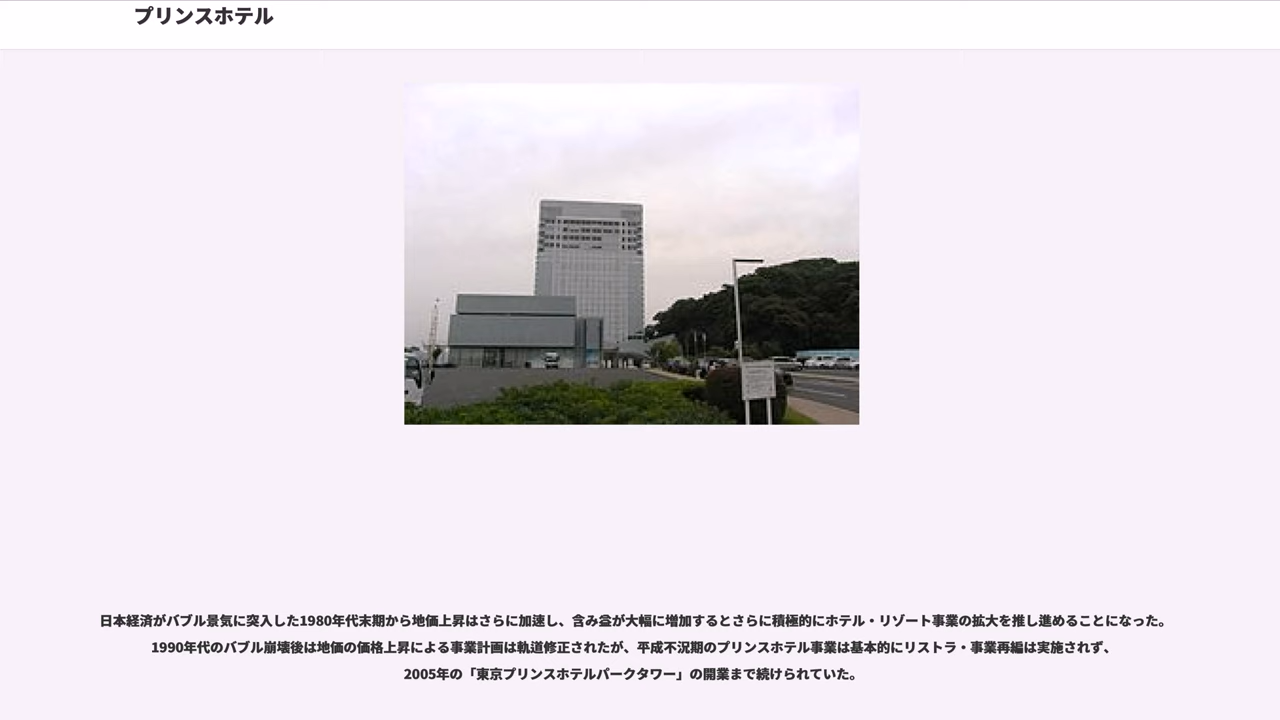 プリンスホテル
日本経済がバブル景気に突入した1980年代末期から地価上昇はさらに加速し、含み益が大幅に増加するとさらに積極的にホテル・リゾート事業の拡大を推し進めることになった。
1990年代のバブル崩壊後は地価の価格上昇による事業計画は軌道修正されたが、平成不況期のプリンスホテル事業は基本的にリストラ・事業再編は実施されず、
2005年の「東京プリンスホテルパークタワー」の開業まで続けられていた。